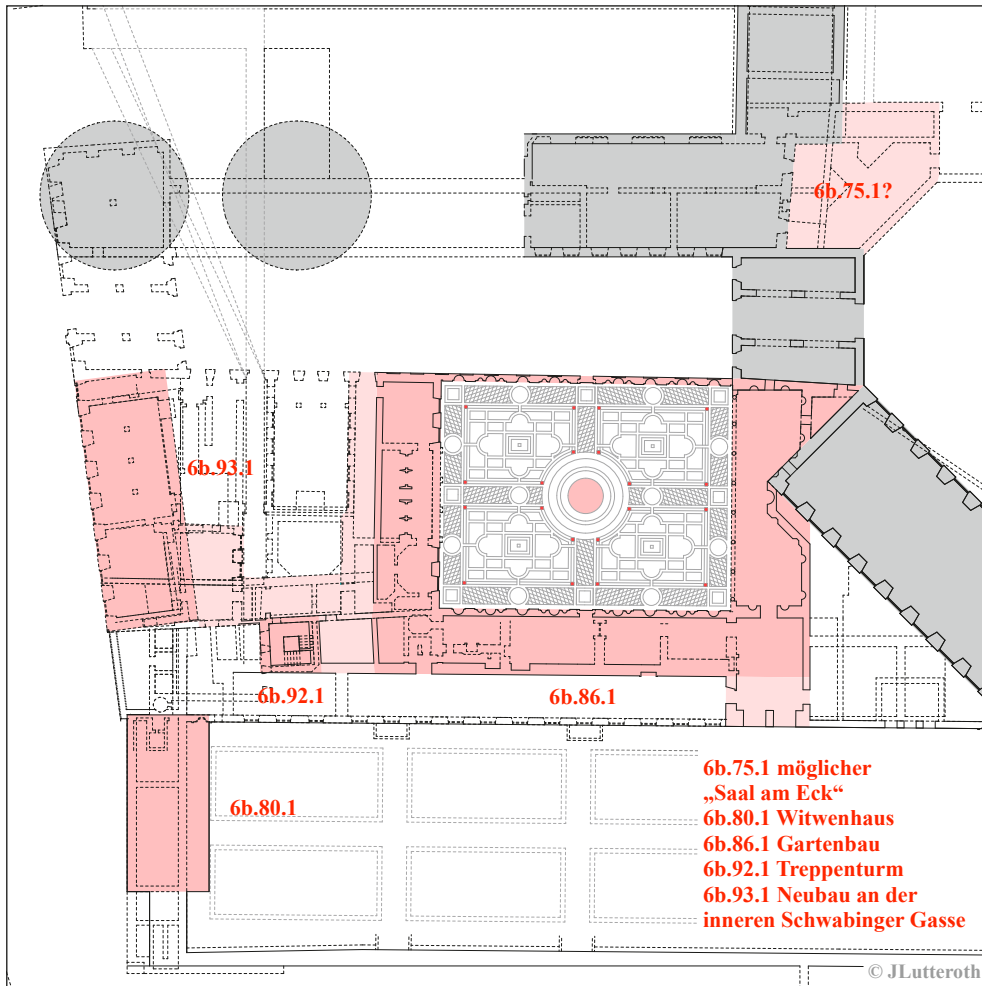 6b.75.1?
6b.93.1
6b.92.1
6b.86.1
6b.80.1
6b.75.1 möglicher
„Saal am Eck“
6b.80.1 Witwenhaus
6b.86.1 Gartenbau
6b.92.1 Treppenturm
6b.93.1 Neubau an der
inneren Schwabinger Gasse
© JLutteroth